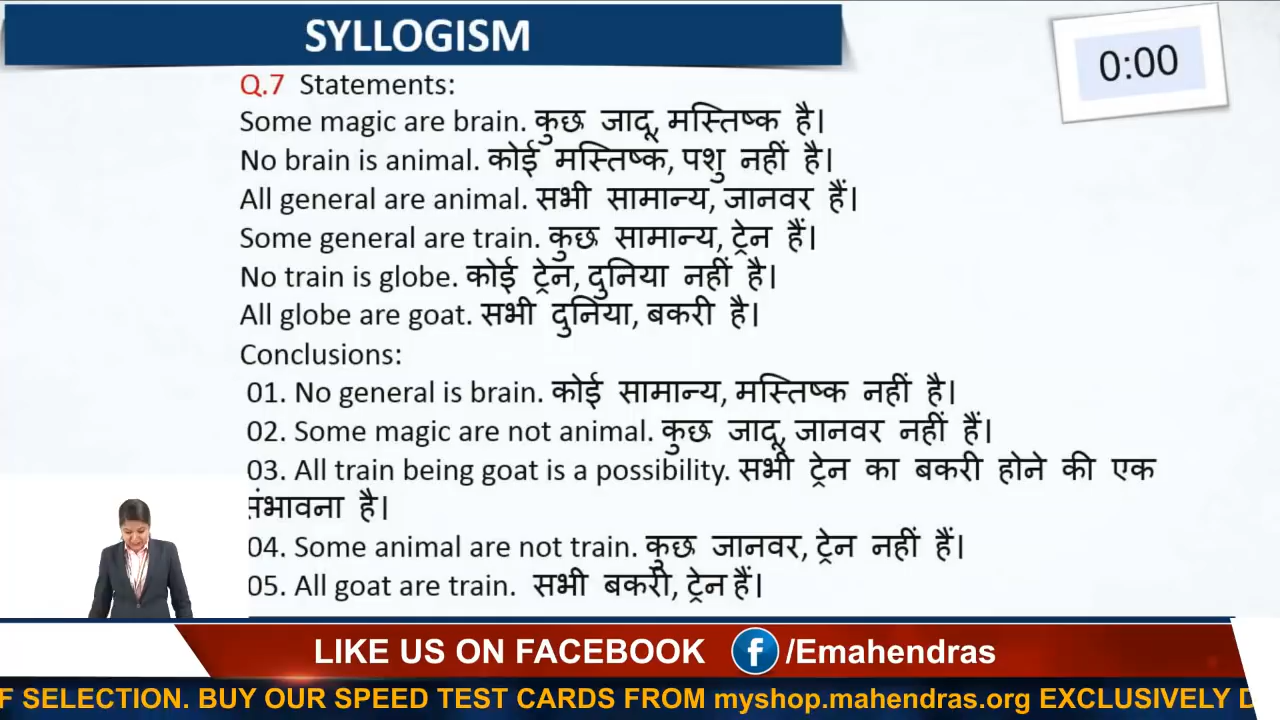 SYLLOGISM
0:00
Q.7 Statements:
Some magic are brain. कुछ जादू, मस्तिष्क है।
No brain is animal. कोई मस्तिष्क, पशु नहीं है।
All general are animal. सभी सामान्य, जानवर हैं।
Some general are train. कुछ सामान्य, ट्रेन हैं।
No train is globe. कोई ट्रेन, दुनिया नहीं है।
All globe are goat. सभी दुनिया, बकरी है।
Conclusions:
01. No general is brain. कोई सामान्य, मस्तिष्क नहीं है।
02. Some magic are not animal. कुछ जादू, जानवर नहीं हैं।
03. All train being goat is a possibility. सभी ट्रेन का बकरी होने की एक
संभावना है।
04. Some animal are not train. कुछ जानवर, ट्रेन नहीं हैं।
05. All goat are train. सभी बकरी, ट्रेन हैं।
LIKE US ON FACEBOOK f /Emahendras
F SELECTION. BUY OUR SPEED TEST CARDS FROM myshop.mahendras.org EXCLUSIVELY D